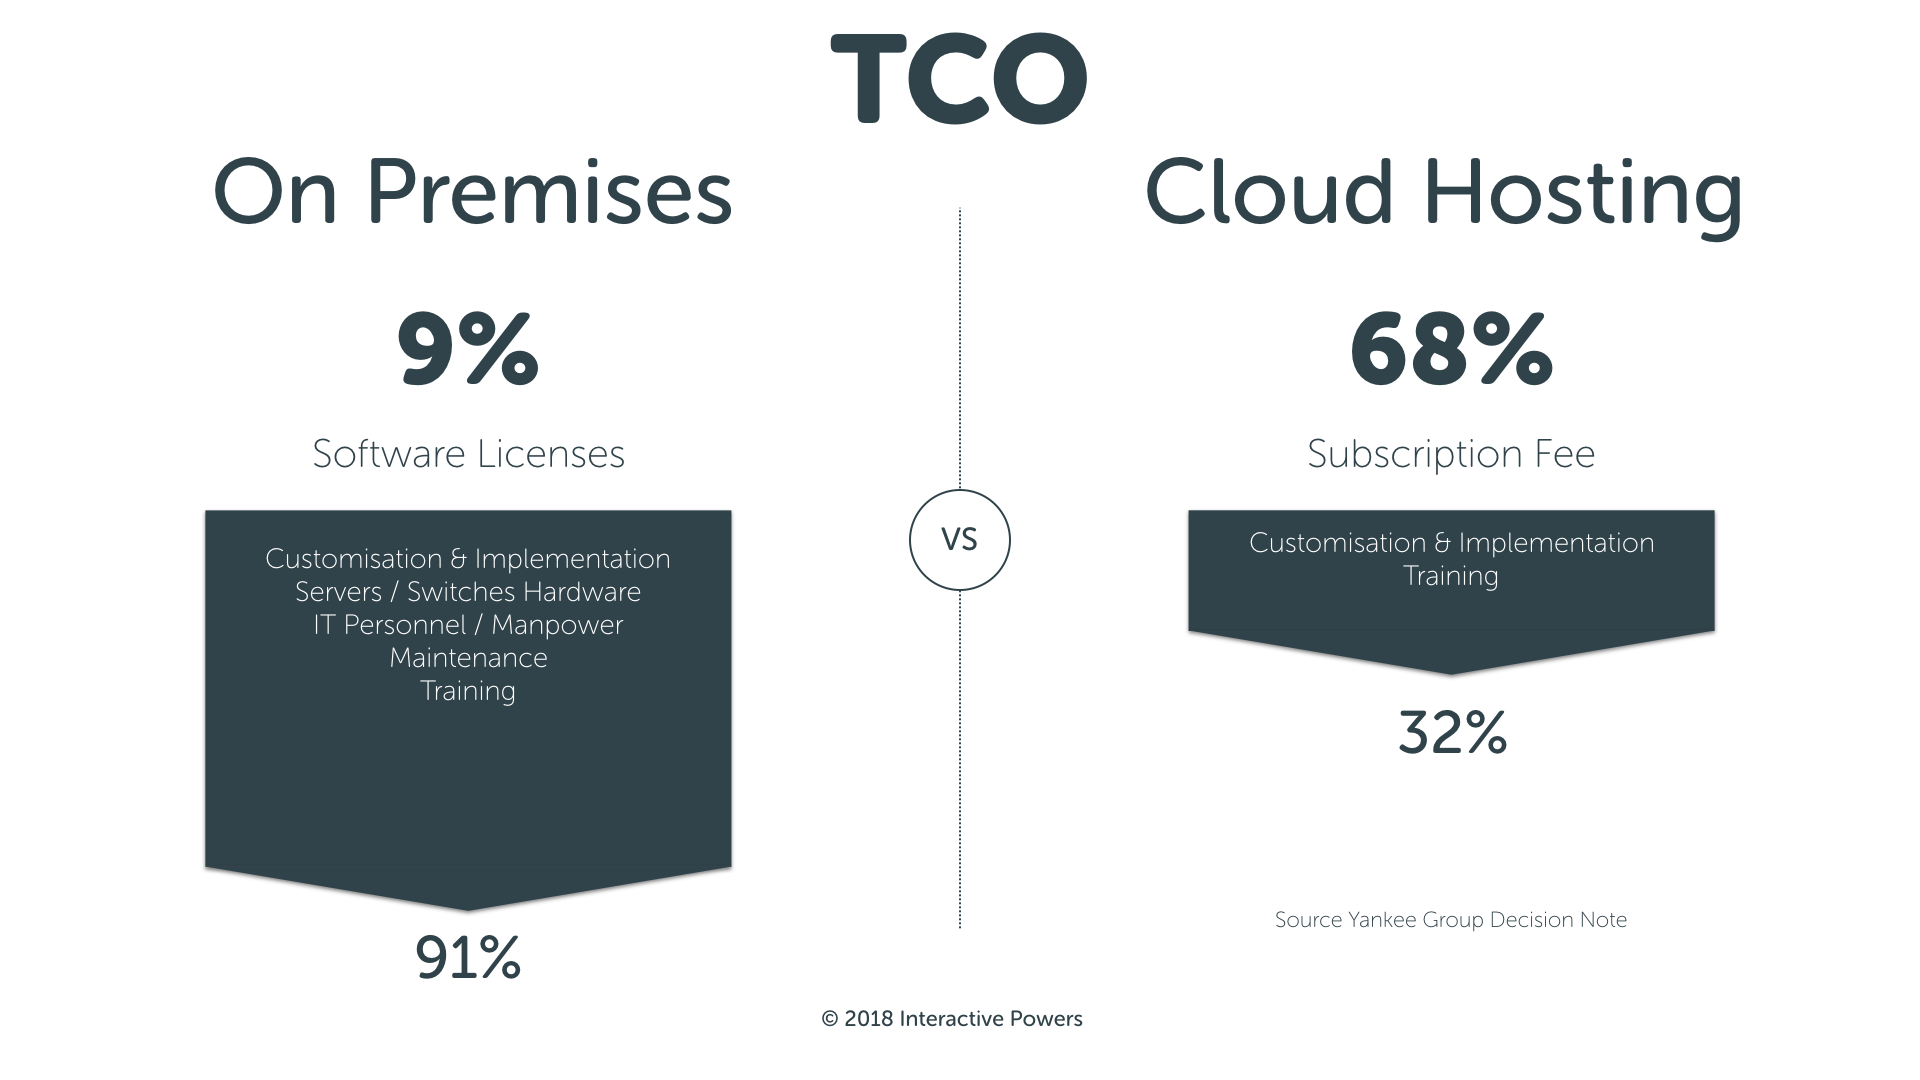 TCO
On Premises
9%
Software Licenses
Customisation & Implementation
Servers / Switches Hardware
IT Personnel / Manpower
Maintenance
Training
91%
VS
Cloud Hosting
68%
Subscription Fee
Customisation & Implementation
Training
32%
Source Yankee Group Decision Note
© 2018 Interactive Powers